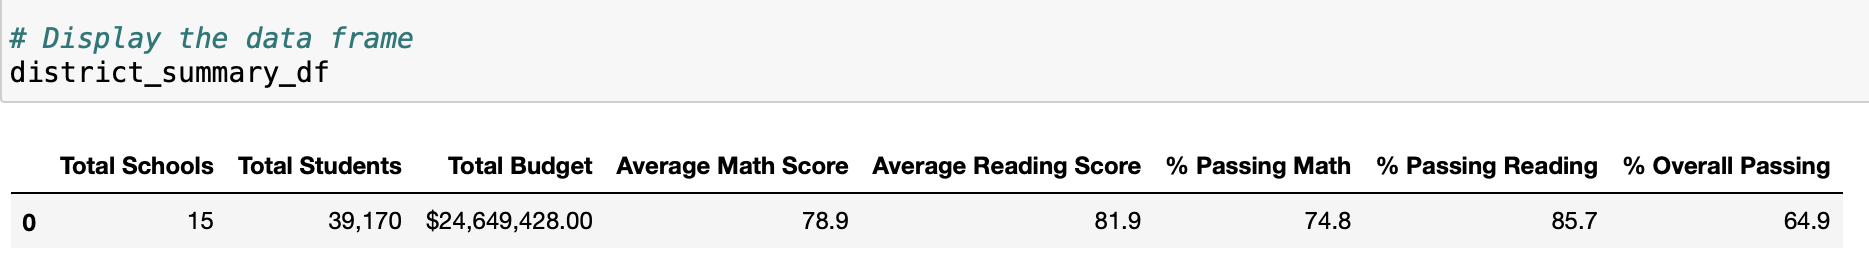 # Display the data frame
district_summary_df
Total Schools Total Students Total Budget Average Math Score Average Reading Score % Passing Math % Passing Reading % Overall Passing
0 15 39,170 $24,649,428.00 78.9 81.9 74.8 85.7 64.9